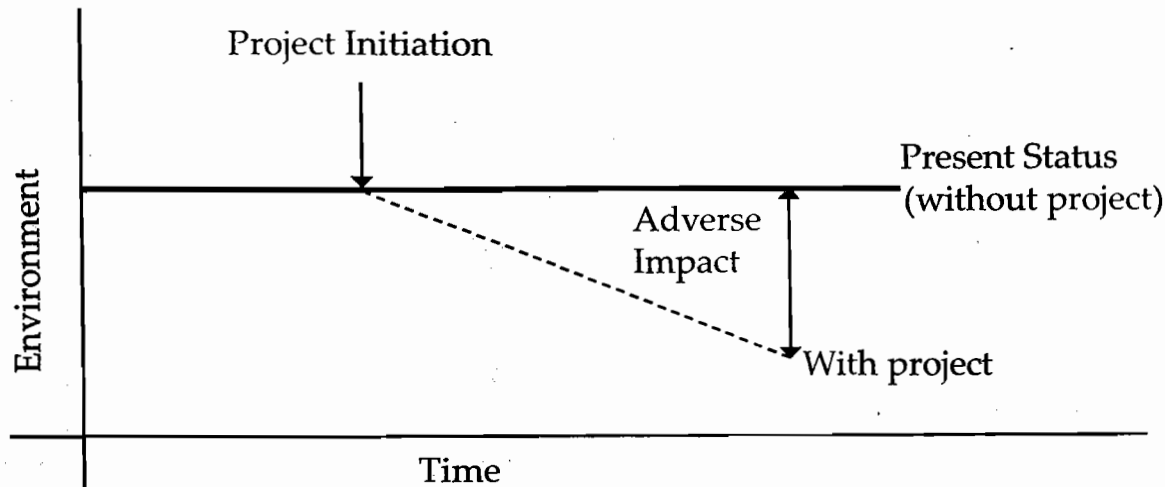 Project Initiation
Present Status
(without project)
Adverse
Impact
With project
Environment
Time